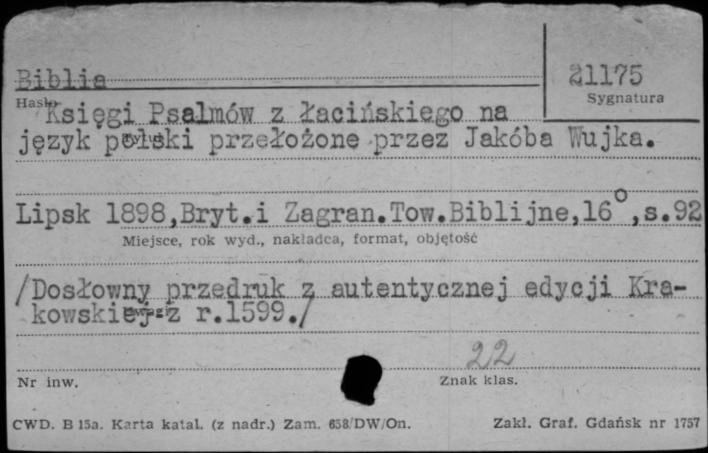 Biblia
21175
Hasło
Sygnatura
Księgi Psalmów z łacińskiego na
język polski przełożone przez Jakóba Wujka.
Lipsk 1898,Bryt.i Zagran.Tow.Biblijne,16°,s.92
Miejsce, rok wyd., nakładca, format, objętość
/Dosłowny przedruk z autentycznej edycji Kra-
kowskiej z r.1599./
22
Nr inw.
Znak klas.
CWD. B 15a. Karta katal. (z nadr.) Zam. 658/DW/On.
Zakł. Graf. Gdańsk nr 1757